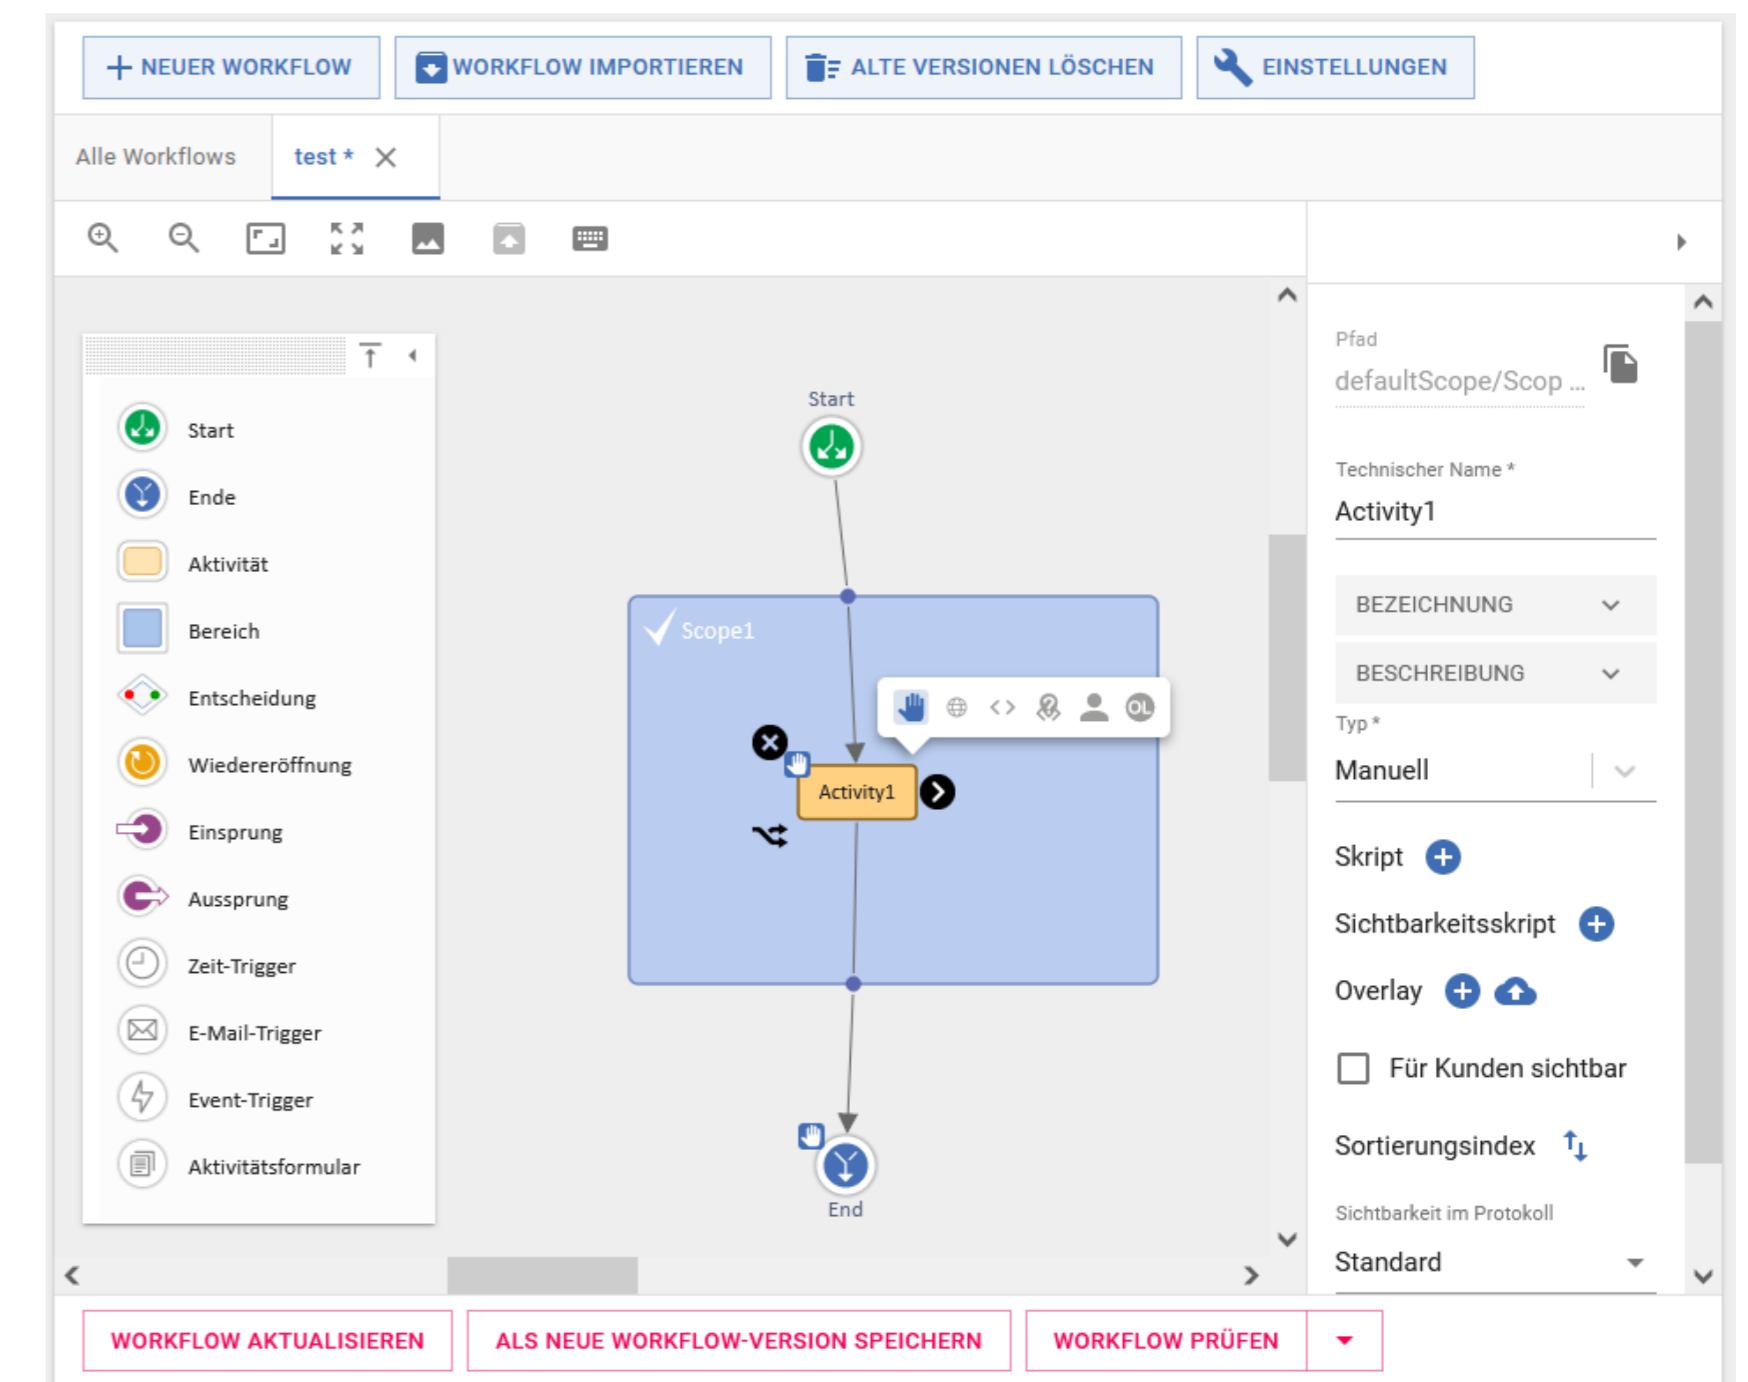 NEUER WORKFLOW
WORKFLOW IMPORTIEREN
ALTE VERSIONEN LÖSCHEN
EINSTELLUNGEN
Alle Workflows
test *
Start
Ende
Aktivität
Bereich
Entscheidung
Wiedereröffnung
Einsprung
Aussprung
Zeit-Trigger
E-Mail-Trigger
Event-Trigger
Aktivitätsformular
Start
Scope1
OL
Activity1
End
Pfad
defaultScope/Scop ...
Technischer Name *
Activity1
BEZEICHNUNG
BESCHREIBUNG
Typ *
Manuell
Skript
Sichtbarkeitsskript
Overlay
Für Kunden sichtbar
Sortierungsindex
Sichtbarkeit im Protokoll
Standard
WORKFLOW AKTUALISIEREN
ALS NEUE WORKFLOW-VERSION SPEICHERN
WORKFLOW PRÜFEN